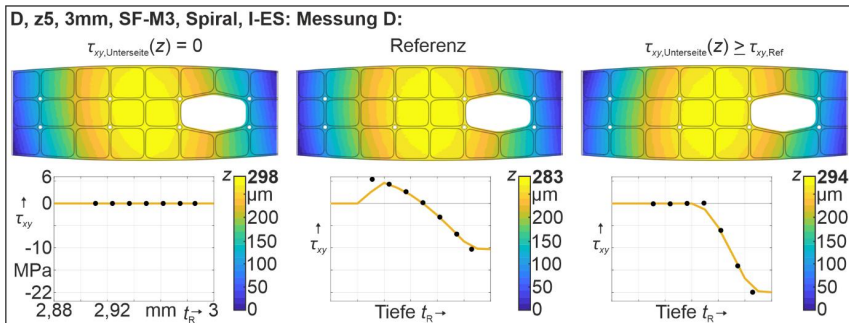 D, z5, 3mm, SF-M3, Spiral, I-ES: Messung D:
τxy,Unterseite(z) = 0
Referenz
τxy,Unterseite(z) ≥ τxy,Ref
6
0
-10
MPa
-22
↑
τxy
2,88 2,92 mm tR→ 3
z 298
µm
200
150
100
50
0
↑
τxy
Tiefe tR→
z 283
µm
200
150
100
50
0
↑
τxy
Tiefe tR→
z 294
µm
200
150
100
50
0